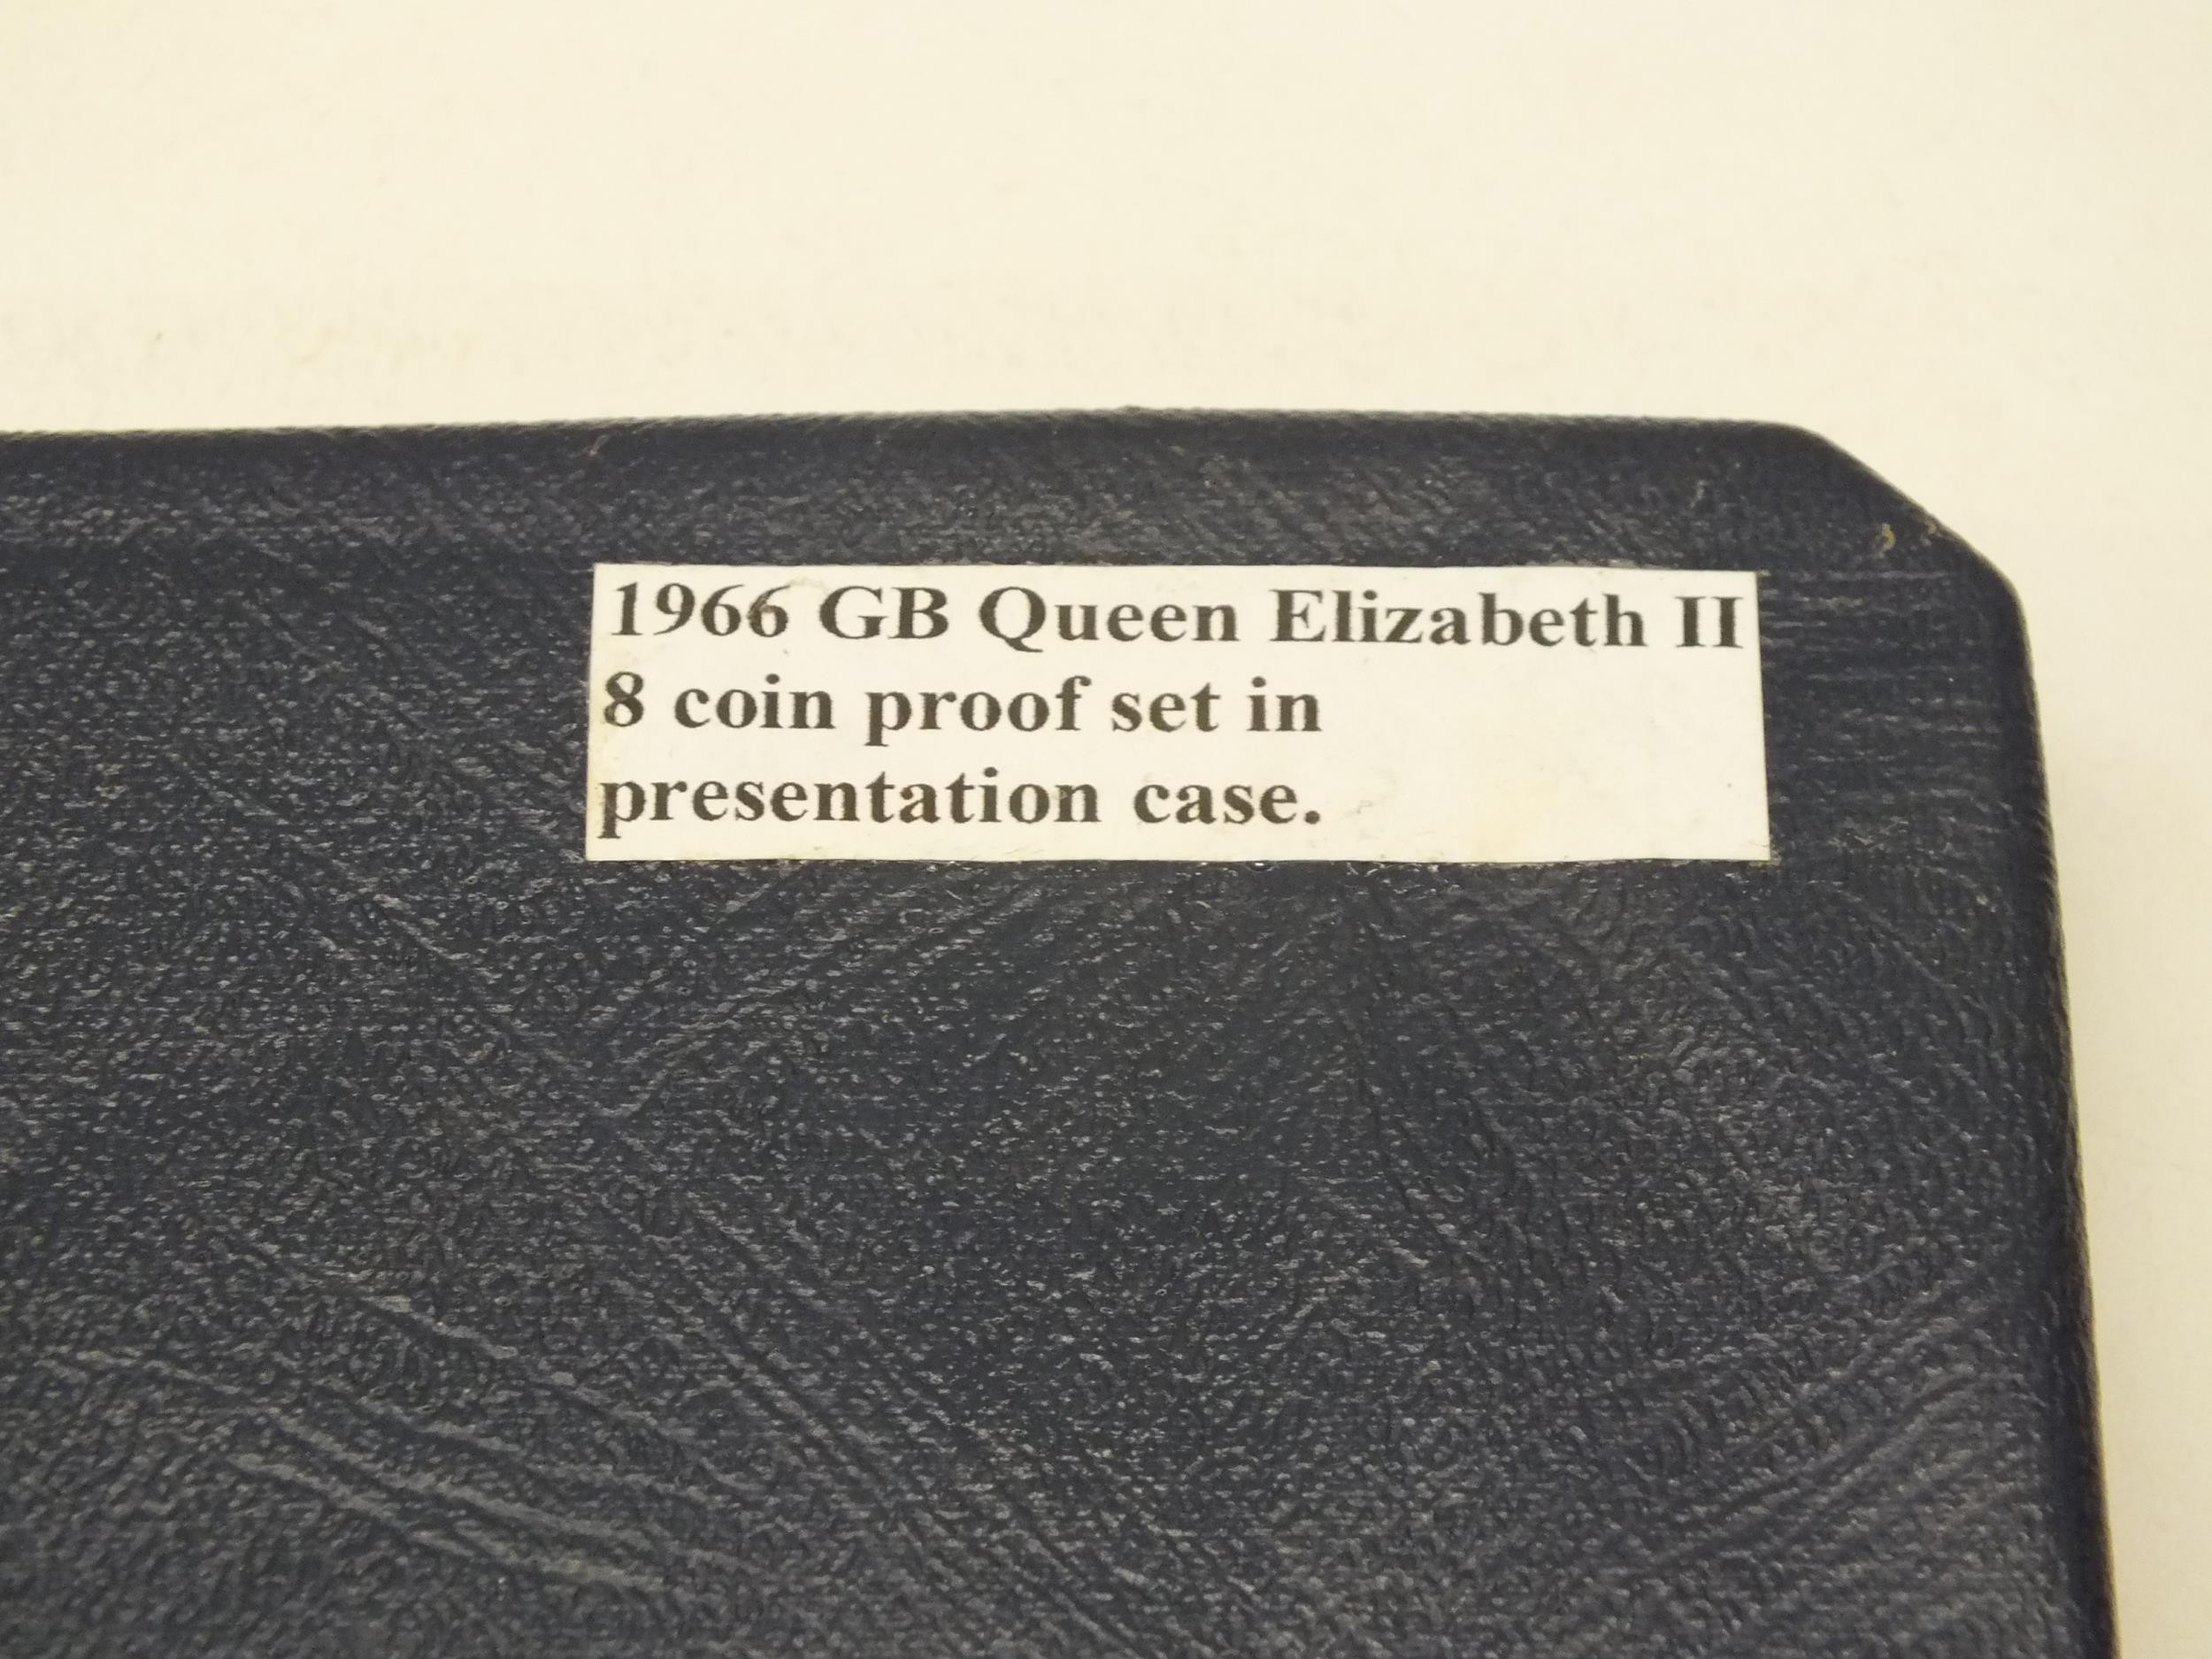 1966 GB Queen Elizabeth II
8 coin proof set in
presentation case.